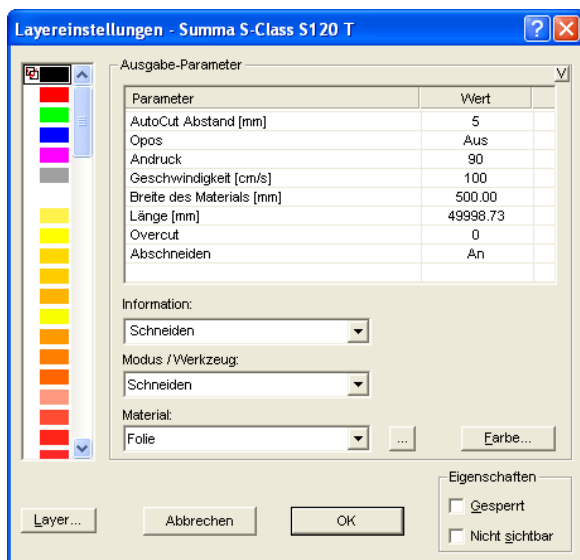 Layereinstellungen - Summa S-Class S120 T
Ausgabe-Parameter
V
Parameter Wert
AutoCut Abstand [mm] 5
Opos Aus
Andruck 90
Geschwindigkeit [cm/s] 100
Breite des Materials [mm] 500.00
Länge [mm] 49998.73
Overcut 0
Abschneiden An
Information:
Schneiden
Modus / Werkzeug:
Schneiden
Material:
Folie
... Farbe...
Eigenschaften
Gesperrt
Nicht sichtbar
Layer... Abbrechen OK